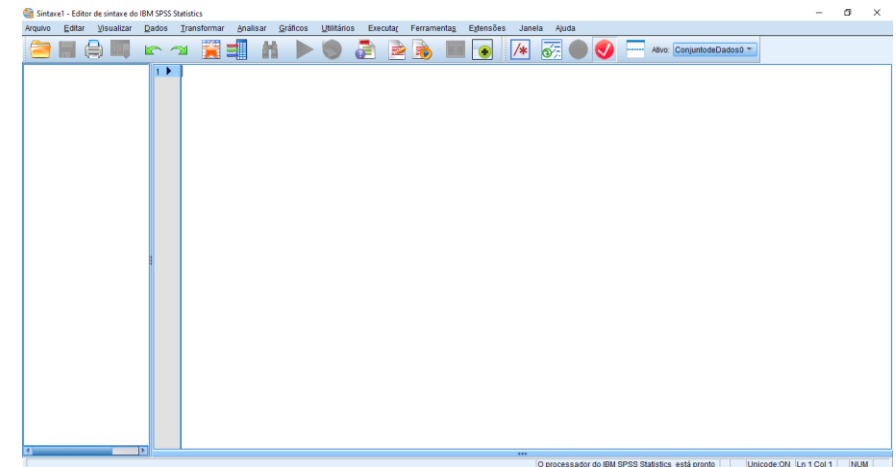 Sintaxe1 - Editor de sintaxe do IBM SPSS Statistics
Arquivo Editar Visualizar Dados Transformar Analisar Gráficos Utilitários Executar Ferramentas Extensões Janela Ajuda
Ativo: ConjuntodeDados0
1
O processador do IBM SPSS Statistics está pronto Unicode:ON Ln 1 Col 1 NUM